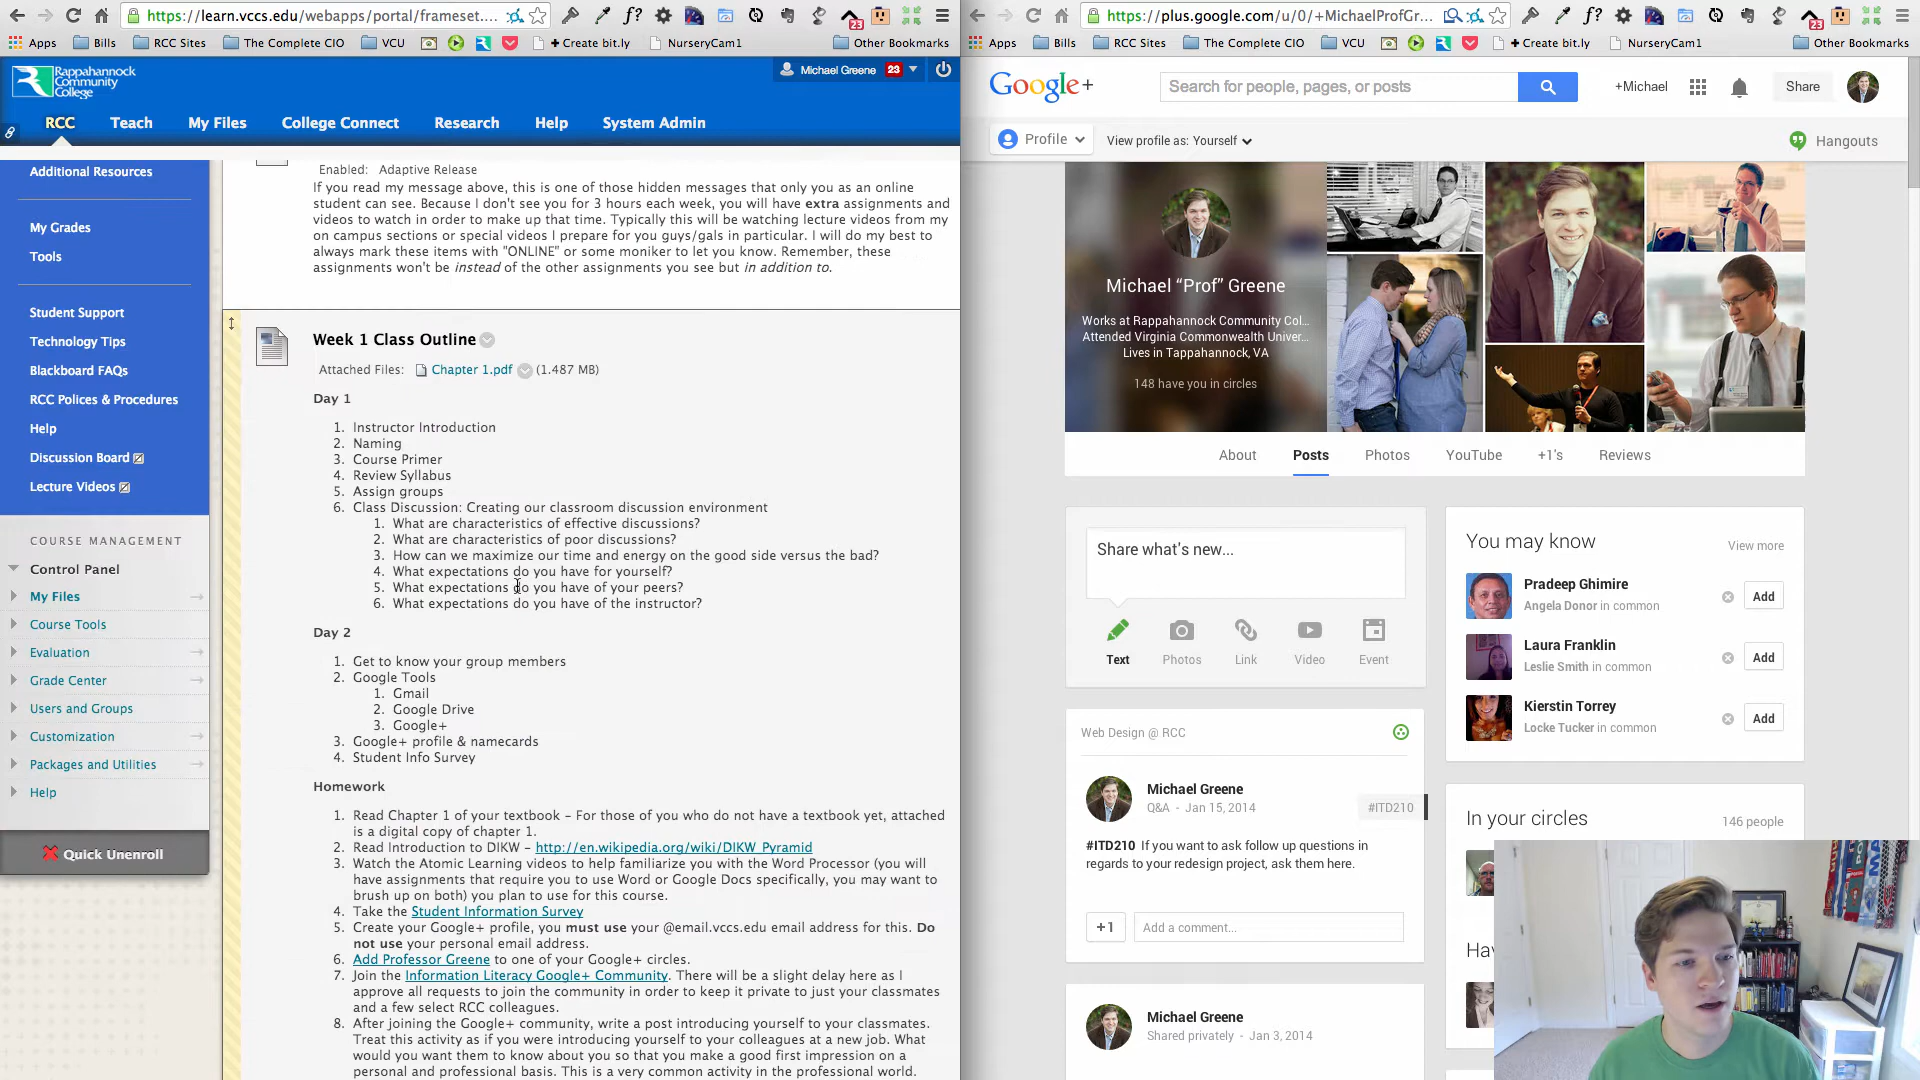 https://learn.vccs.edu/webapps/portal/frameset....
Apps Bills RCC Sites The Complete CIO VCU + Create bit.ly NurseryCam1 Other Bookmarks
23
Rappahannock
Community
College
Michael Greene 23
RCC Teach My Files College Connect Research Help System Admin
Additional Resources
My Grades
Tools
Student Support
Technology Tips
Blackboard FAQs
RCC Polices & Procedures
Help
Discussion Board
Lecture Videos
COURSE MANAGEMENT
Control Panel
My Files
Course Tools
Evaluation
Grade Center
Users and Groups
Customization
Packages and Utilities
Help
Quick Unenroll
Enabled: Adaptive Release
If you read my message above, this is one of those hidden messages that only you as an online
student can see. Because I don't see you for 3 hours each week, you will have extra assignments and
videos to watch in order to make up that time. Typically this will be watching lecture videos from my
on campus sections or special videos I prepare for you guys/gals in particular. I will do my best to
always mark these items with "ONLINE" or some moniker to let you know. Remember, these
assignments won't be instead of the other assignments you see but in addition to.
Week 1 Class Outline
Attached Files: Chapter 1.pdf (1.487 MB)
Day 1
1. Instructor Introduction
2. Naming
3. Course Primer
4. Review Syllabus
5. Assign groups
6. Class Discussion: Creating our classroom discussion environment
1. What are characteristics of effective discussions?
2. What are characteristics of poor discussions?
3. How can we maximize our time and energy on the good side versus the bad?
4. What expectations do you have for yourself?
5. What expectations do you have of your peers?
6. What expectations do you have of the instructor?
Day 2
1. Get to know your group members
2. Google Tools
1. Gmail
2. Google Drive
3. Google+
3. Google+ profile & namecards
4. Student Info Survey
Homework
1. Read Chapter 1 of your textbook - For those of you who do not have a textbook yet, attached
is a digital copy of chapter 1.
2. Read Introduction to DIKW - http://en.wikipedia.org/wiki/DIKW_Pyramid
3. Watch the Atomic Learning videos to help familiarize you with the Word Processor (you will
have assignments that require you to use Word or Google Docs specifically, you may want to
brush up on both) you plan to use for this course.
4. Take the Student Information Survey
5. Create your Google+ profile, you must use your @email.vccs.edu email address for this. Do
not use your personal email address.
6. Add Professor Greene to one of your Google+ circles.
7. Join the Information Literacy Google+ Community. There will be a slight delay here as I
approve all requests to join the community in order to keep it private to just your classmates
and a few select RCC colleagues.
8. After joining the Google+ community, write a post introducing yourself to your classmates.
Treat this activity as if you were introducing yourself to your colleagues at a new job. What
would you want them to know about you so that you make a good first impression on a
personal and professional basis. This is a very common activity in the professional world.
https://plus.google.com/u/0/+MichaelProfGr...
23
Apps Bills RCC Sites The Complete CIO VCU + Create bit.ly NurseryCam1 Other Bookmarks
Google+
Search for people, pages, or posts
+Michael
Share
Profile
View profile as: Yourself
Hangouts
Michael "Prof" Greene
Works at Rappahannock Community Col...
Attended Virginia Commonwealth Univer...
Lives in Tappahannock, VA
148 have you in circles
About Posts Photos YouTube +1's Reviews
Share what's new...
Text Photos Link Video Event
Web Design @ RCC
Michael Greene
Q&A - Jan 15, 2014
#ITD210
#ITD210 If you want to ask follow up questions in
regards to your redesign project, ask them here.
+1
Add a comment...
Michael Greene
Shared privately - Jan 3, 2014
You may know
View more
Pradeep Ghimire
Angela Donor in common
Add
Laura Franklin
Leslie Smith in common
Add
Kierstin Torrey
Locke Tucker in common
Add
In your circles
146 people